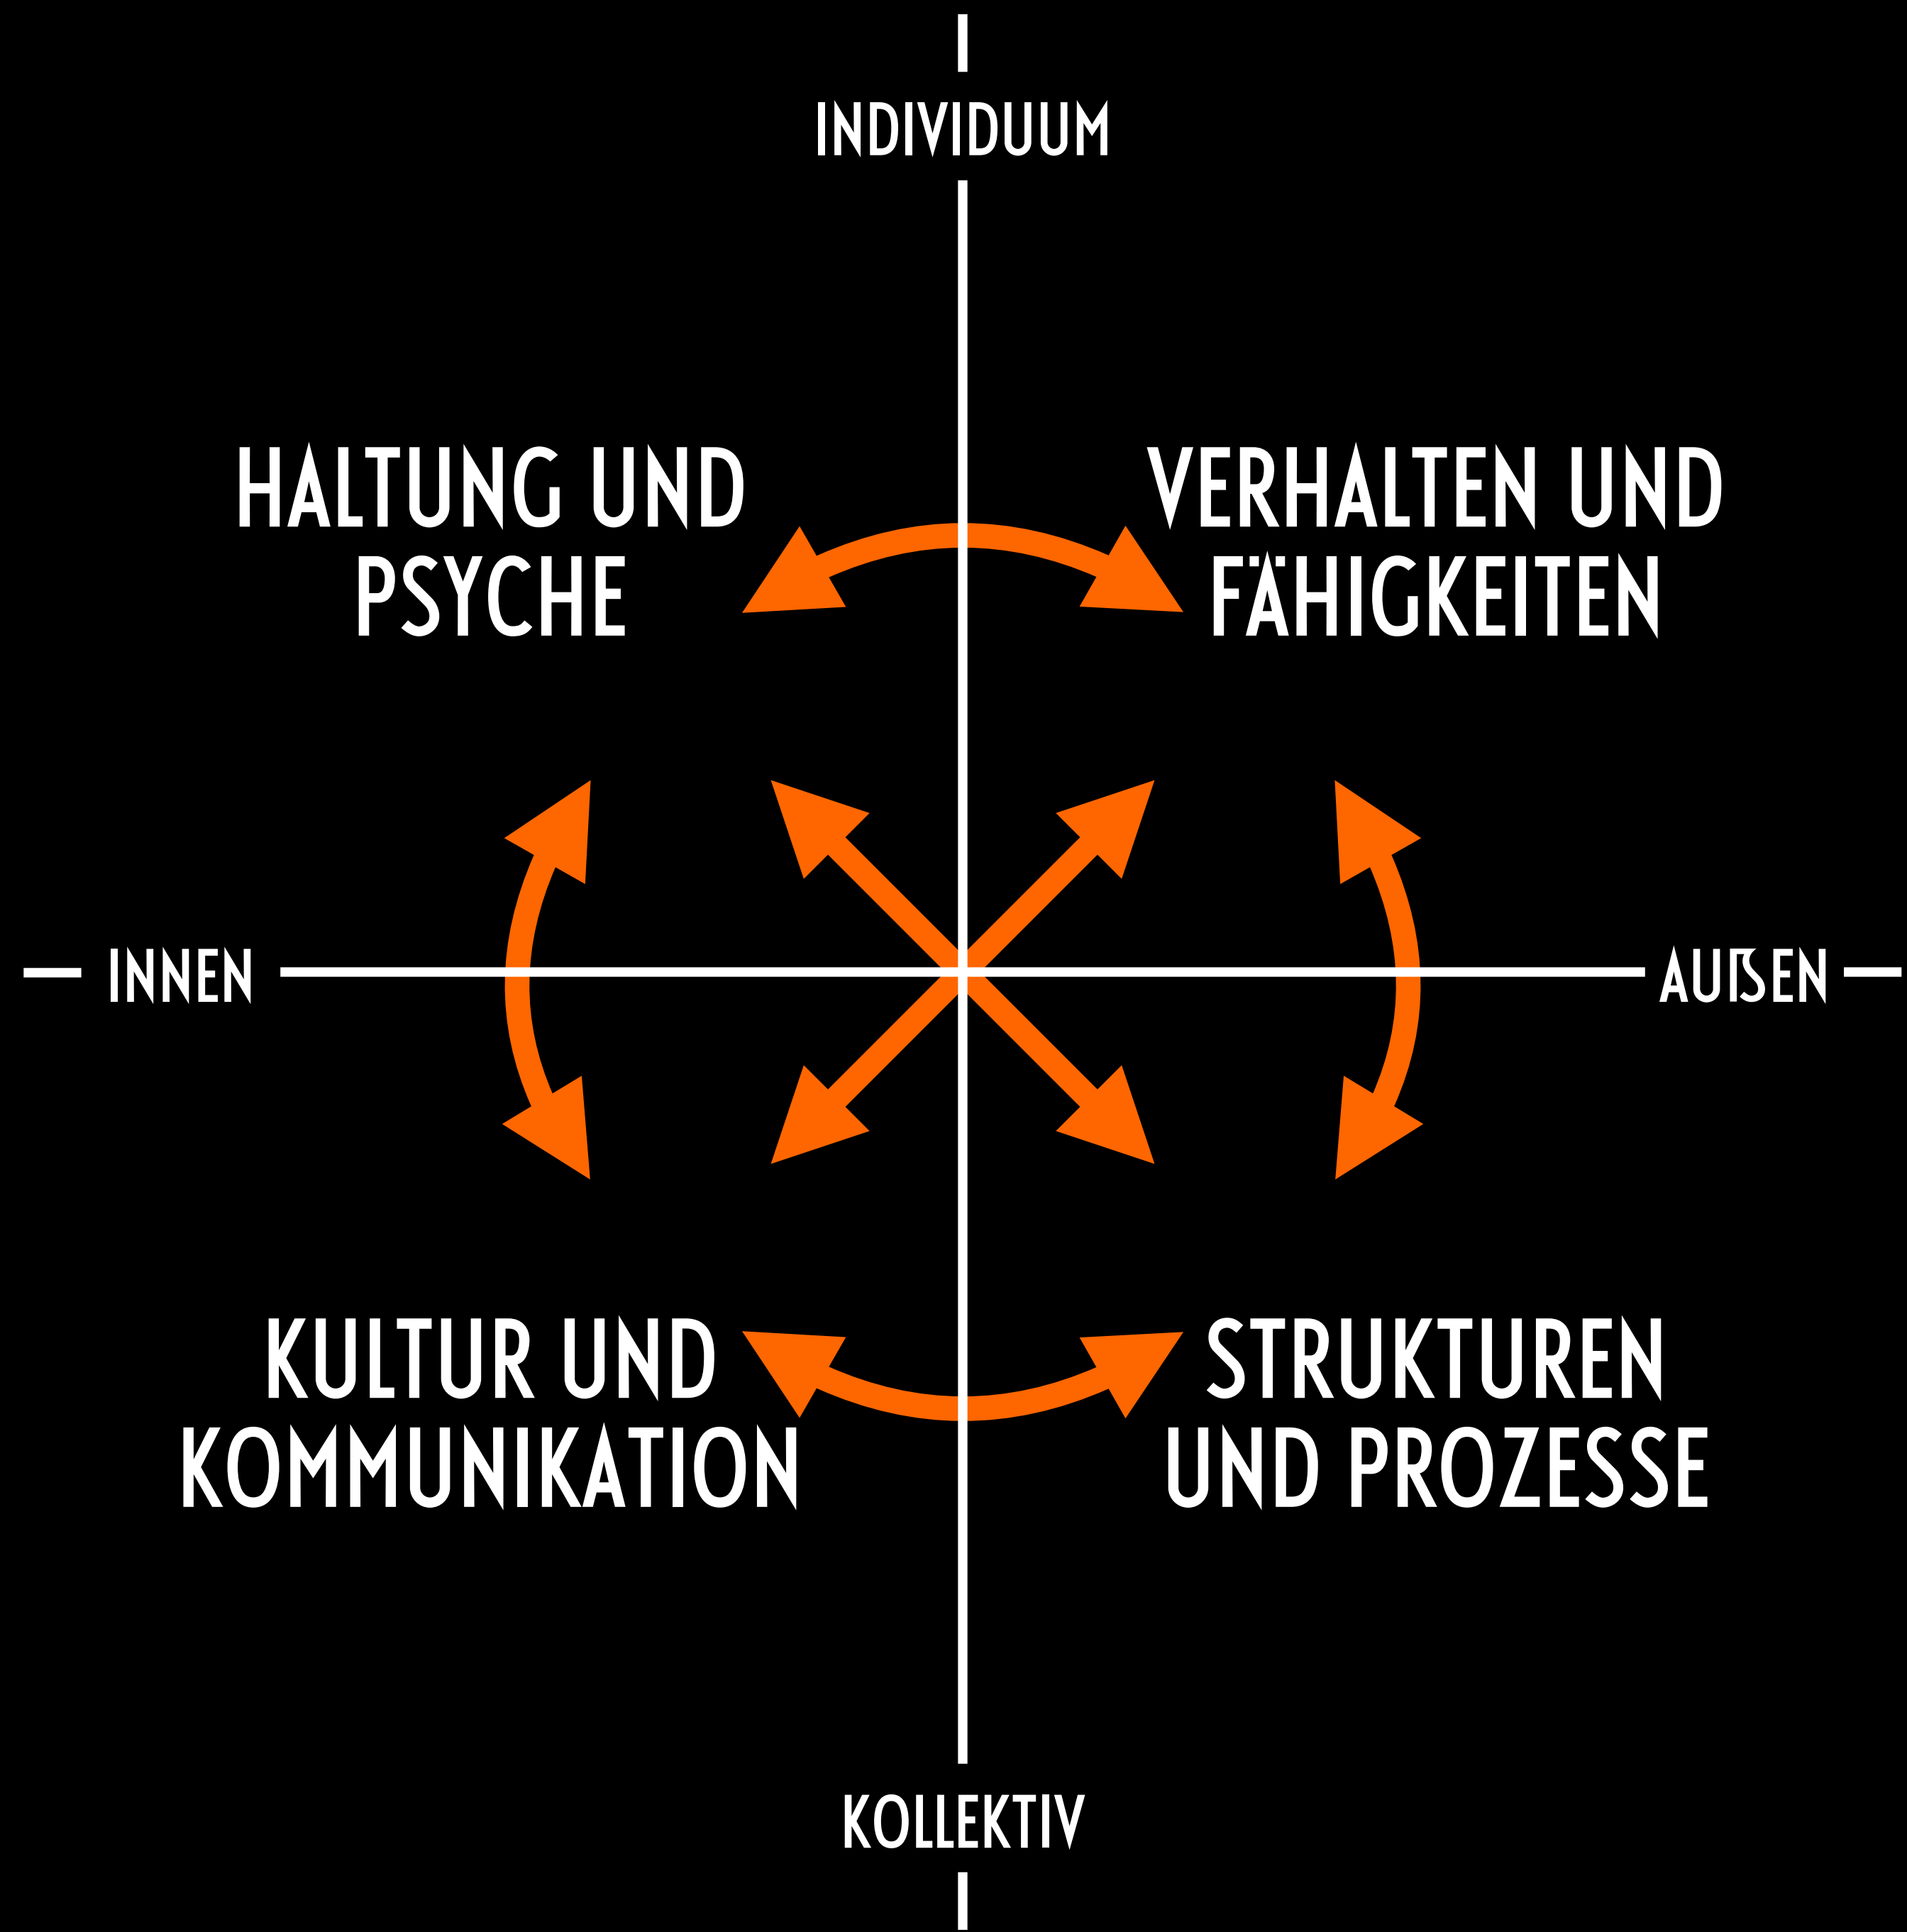 INDIVIDUUM
HALTUNG UND
PSYCHE
VERHALTEN UND
FÄHIGKEITEN
INNEN
AUẞEN
KULTUR UND
KOMMUNIKATION
STRUKTUREN
UND PROZESSE
KOLLEKTIV